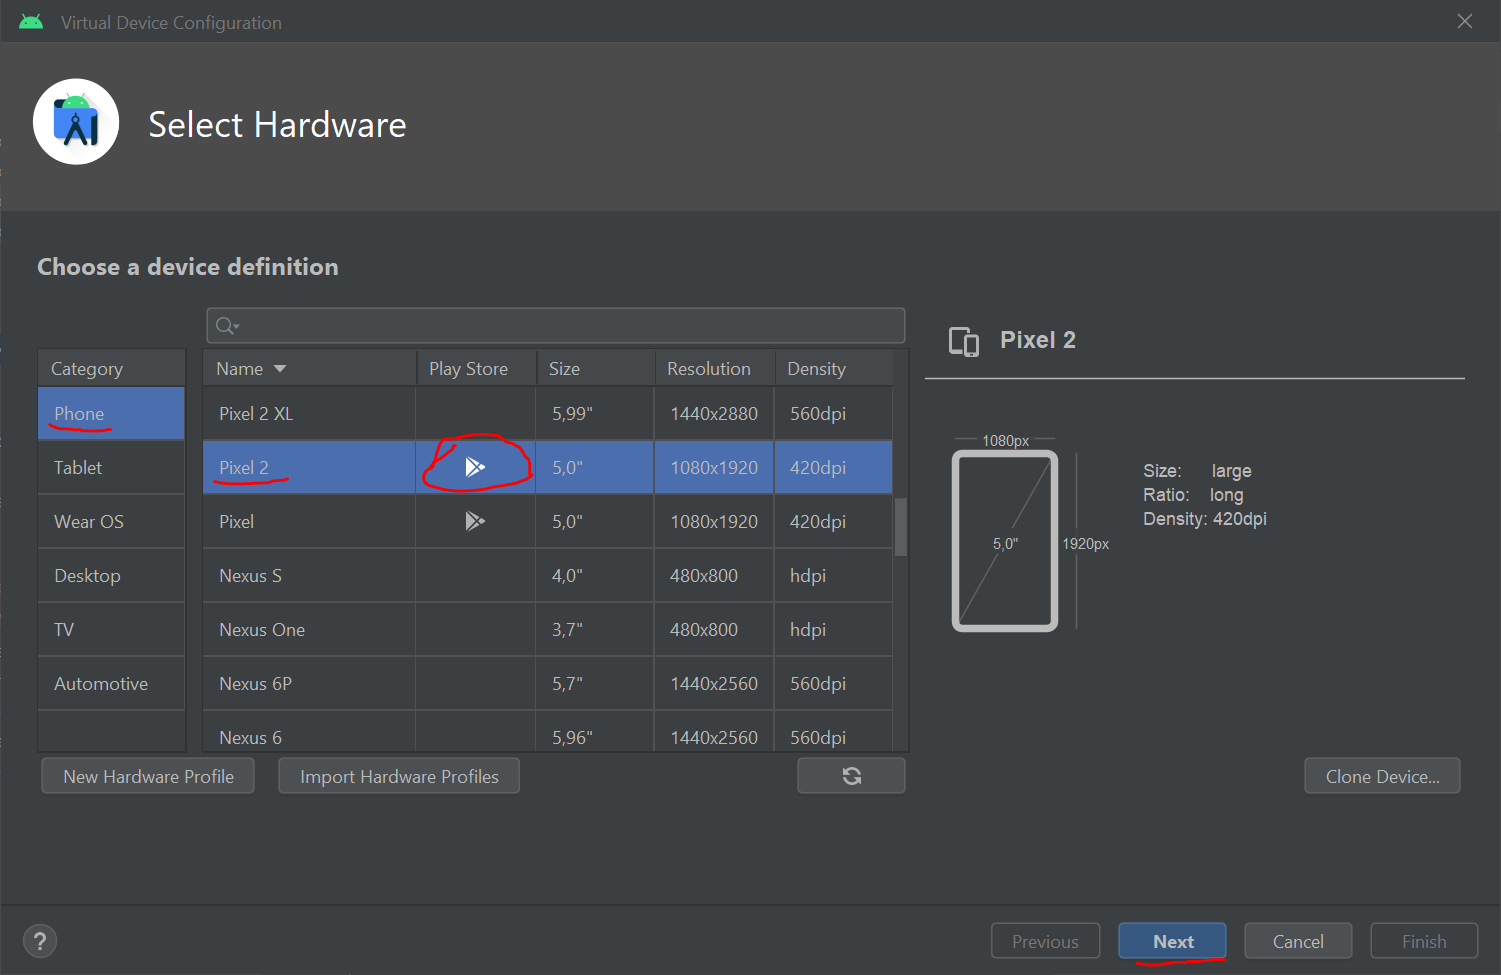 Virtual Device Configuration
Select Hardware
Choose a device definition
Category
Phone
Tablet
Wear OS
Desktop
TV
Automotive
Name Play Store Size Resolution Density
Pixel 2 XL 5,99" 1440x2880 560dpi
Pixel 2 5,0" 1080x1920 420dpi
Pixel 5,0" 1080x1920 420dpi
Nexus S 4,0" 480x800 hdpi
Nexus One 3,7" 480x800 hdpi
Nexus 6P 5,7" 1440x2560 560dpi
Nexus 6 5,96" 1440x2560 560dpi
Pixel 2
1080px
5,0"
1920px
Size: large
Ratio: long
Density: 420dpi
New Hardware Profile Import Hardware Profiles Clone Device...
? Previous Next Cancel Finish